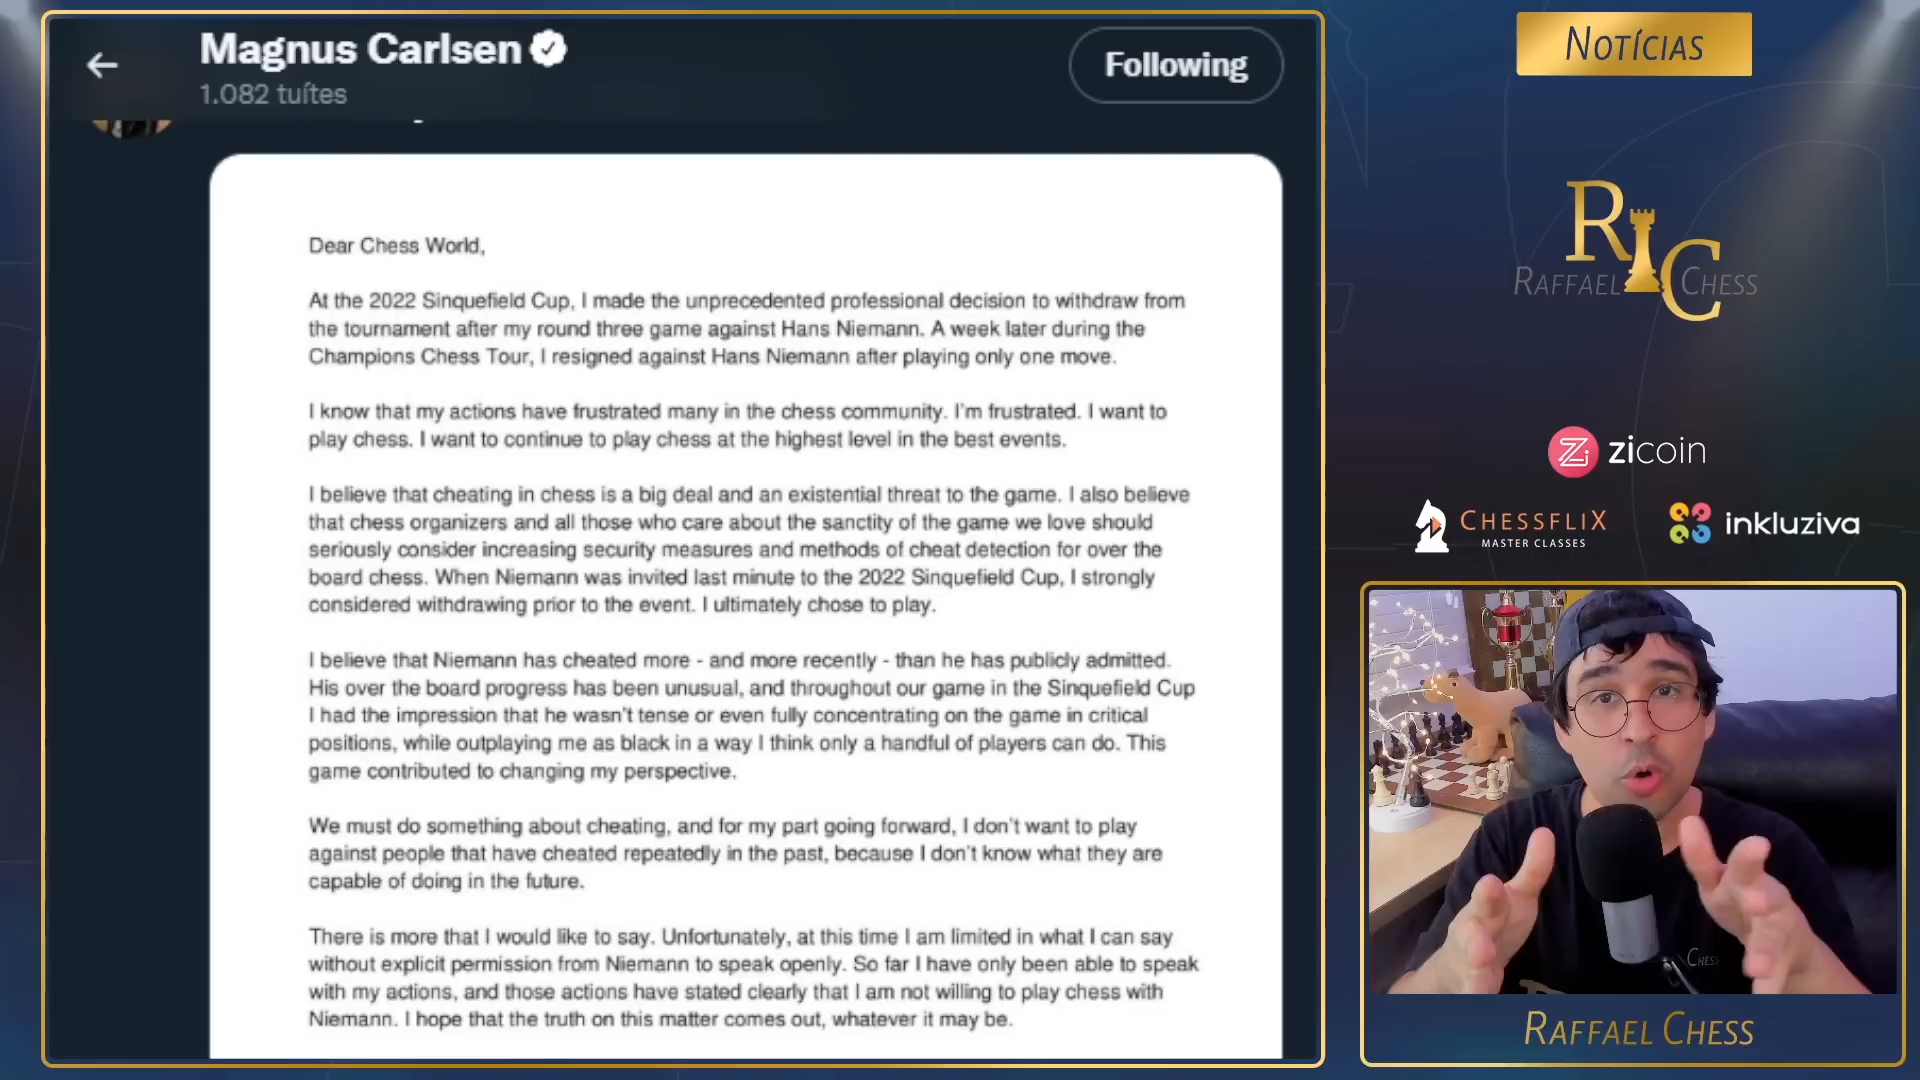 Magnus Carlsen
1.082 tuítes
Following
Dear Chess World,
At the 2022 Sinquefield Cup, I made the unprecedented professional decision to withdraw from
the tournament after my round three game against Hans Niemann. A week later during the
Champions Chess Tour, I resigned against Hans Niemann after playing only one move.
I know that my actions have frustrated many in the chess community. I'm frustrated. I want to
play chess. I want to continue to play chess at the highest level in the best events.
I believe that cheating in chess is a big deal and an existential threat to the game. I also believe
that chess organizers and all those who care about the sanctity of the game we love should
seriously consider increasing security measures and methods of cheat detection for over the
board chess. When Niemann was invited last minute to the 2022 Sinquefield Cup, I strongly
considered withdrawing prior to the event. I ultimately chose to play.
I believe that Niemann has cheated more - and more recently - than he has publicly admitted.
His over the board progress has been unusual, and throughout our game in the Sinquefield Cup
I had the impression that he wasn't tense or even fully concentrating on the game in critical
positions, while outplaying me as black in a way I think only a handful of players can do. This
game contributed to changing my perspective.
We must do something about cheating, and for my part going forward, I don't want to play
against people that have cheated repeatedly in the past, because I don't know what they are
capable of doing in the future.
There is more that I would like to say. Unfortunately, at this time I am limited in what I can say
without explicit permission from Niemann to speak openly. So far I have only been able to speak
with my actions, and those actions have stated clearly that I am not willing to play chess with
Niemann. I hope that the truth on this matter comes out, whatever it may be.
NOTÍCIAS
R C
RAFFAEL CHESS
Zi zicoin
CHESSFLIX
MASTER CLASSES
inkluziva
CHESS
RAFFAEL CHESS